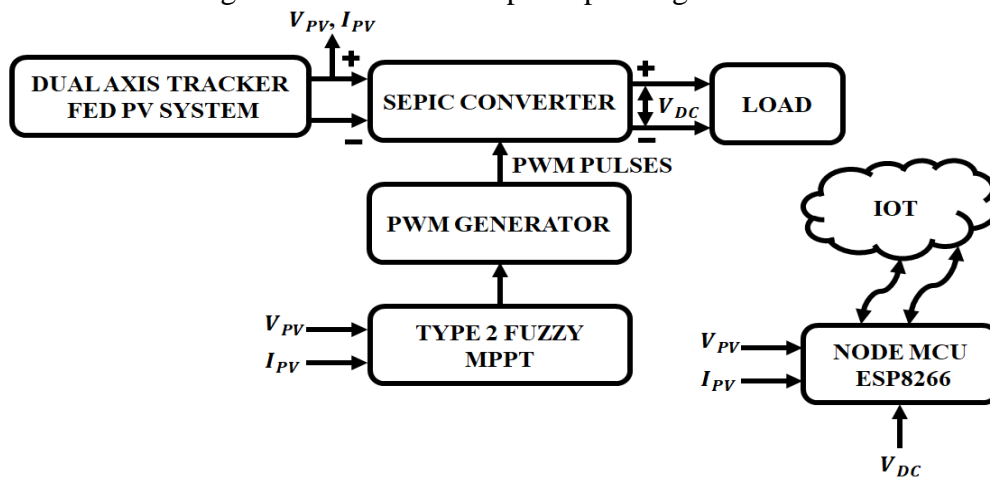 V_PV, I_PV
DUAL AXIS TRACKER
FED PV SYSTEM
+
−
SEPIC CONVERTER
+
V_DC
−
LOAD
PWM PULSES
PWM GENERATOR
IOT
V_PV
I_PV
TYPE 2 FUZZY
MPPT
V_PV
I_PV
NODE MCU
ESP8266
V_DC